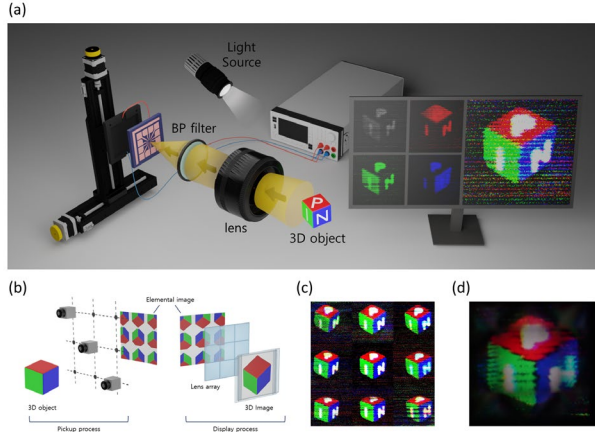 (a)
Light
Source
BP filter
lens
3D object
P
I N
P
I N
(b)
Elemental image
Lens array
3D object
3D Image
Pickup process
Display process
(c)
(d)